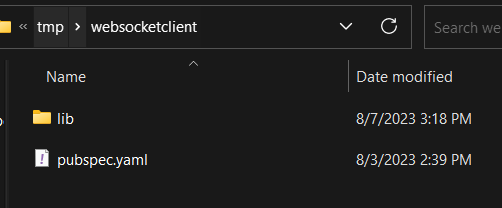 « tmp > websocketclient
Search we
Name
Date modified
lib
8/7/2023 3:18 PM
pubspec.yaml
8/3/2023 2:39 PM